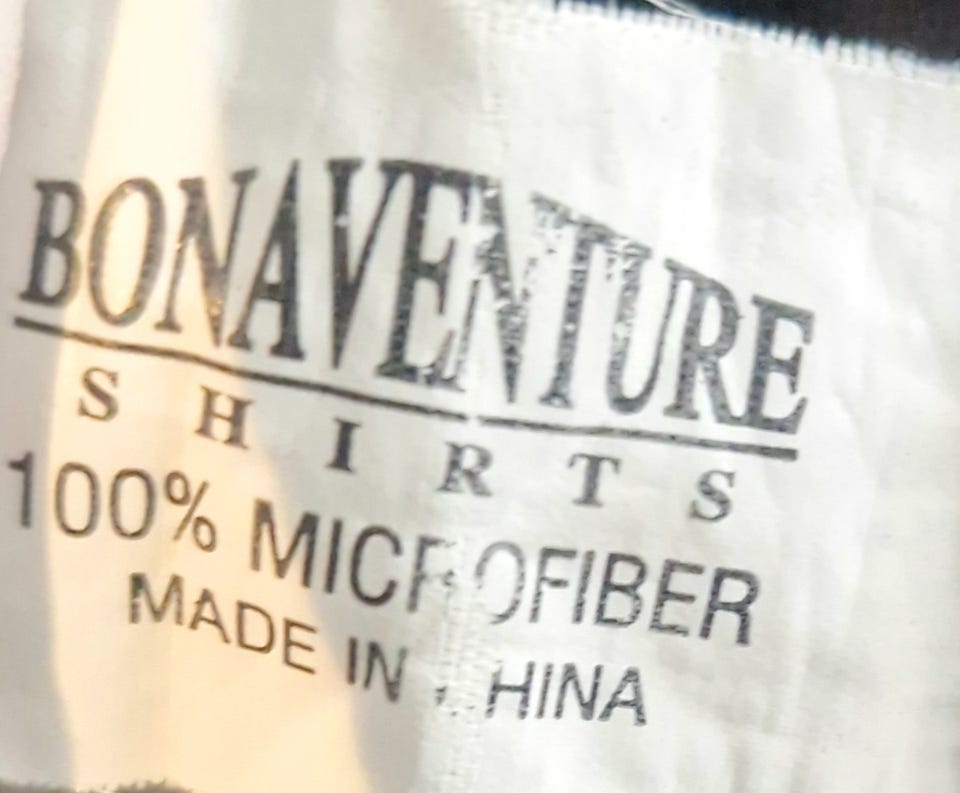 BONAVENTURE
SHIRTS
100% MICROFIBER
MADE IN CHINA